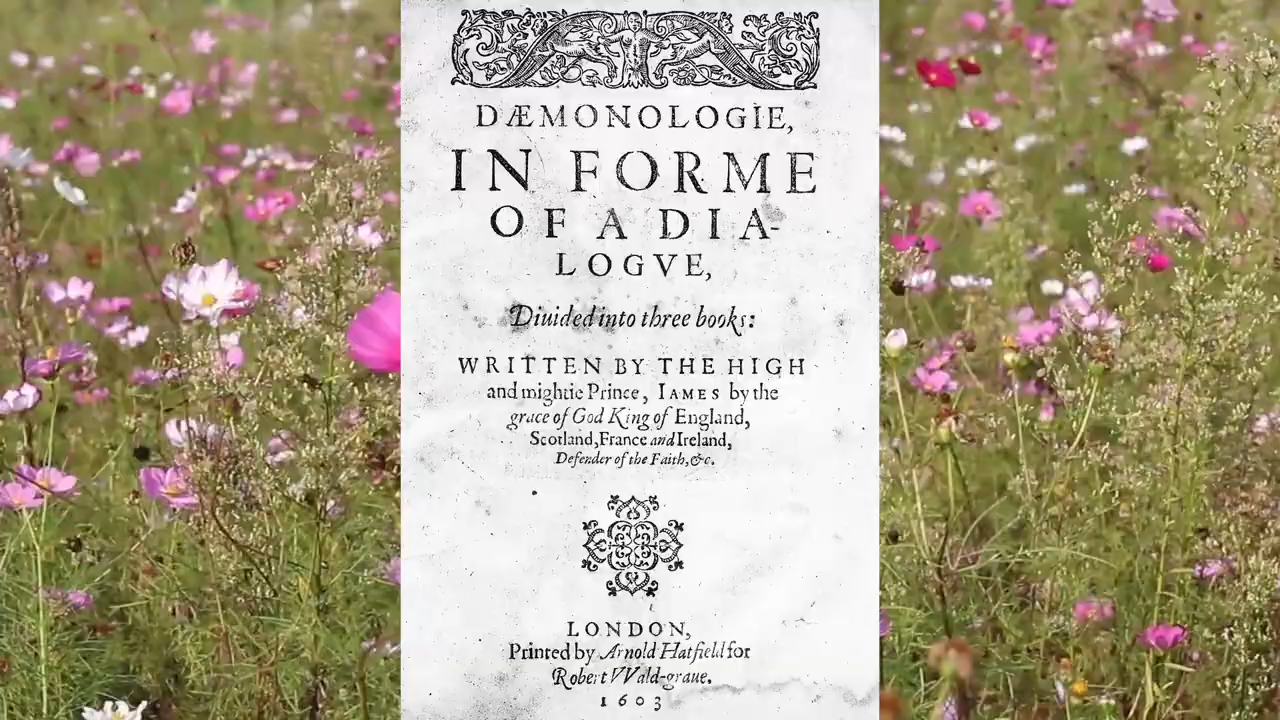 DÆMONOLOGIE,
IN FORME
OF A DIA-
LOGVE,
Diuided into three books:
WRITTEN BY THE HIGH
and mightie Prince, IAMES by the
grace of God King of England,
Scotland, France and Ireland,
Defender of the Faith, &c.
LONDON,
Printed by Arnold Hatfield for
Robert VVald-graue.
1603